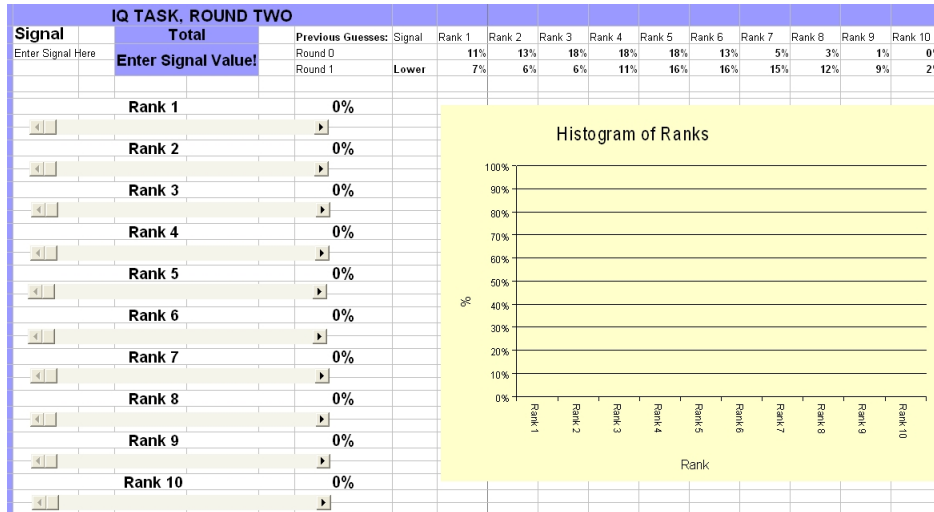 IQ TASK, ROUND TWO
Signal Total Previous Guesses: Signal Rank 1 Rank 2 Rank 3 Rank 4 Rank 5 Rank 6 Rank 7 Rank 8 Rank 9 Rank 10
Enter Signal Here Enter Signal Value! Round 0 11% 13% 18% 18% 18% 13% 5% 3% 1% 0
Round 1 Lower 7% 6% 6% 11% 16% 16% 15% 12% 9% 2
Rank 1 0%
Rank 2 0%
Rank 3 0%
Rank 4 0%
Rank 5 0%
Rank 6 0%
Rank 7 0%
Rank 8 0%
Rank 9 0%
Rank 10 0%
Histogram of Ranks
100%
90%
80%
70%
60%
50%
40%
30%
20%
10%
0%
%
Rank 1 Rank 2 Rank 3 Rank 4 Rank 5 Rank 6 Rank 7 Rank 8 Rank 9 Rank 10
Rank